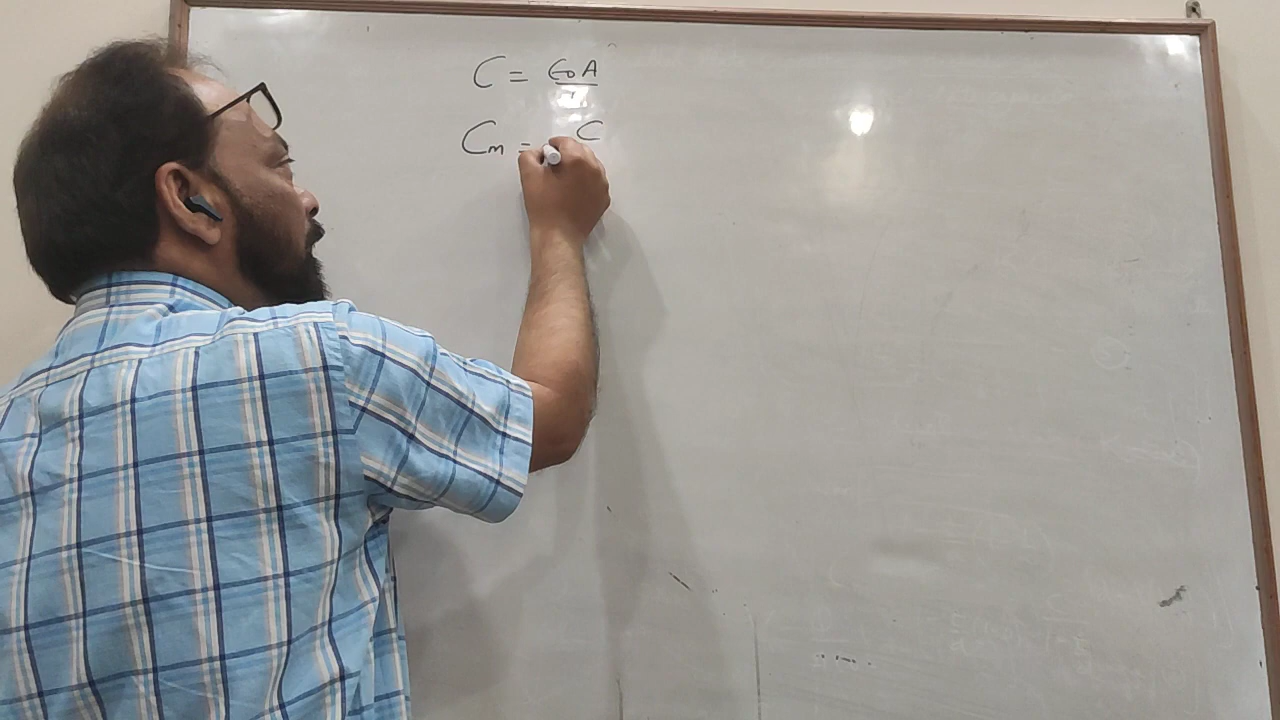 C = ϵ₀A
Cm = C